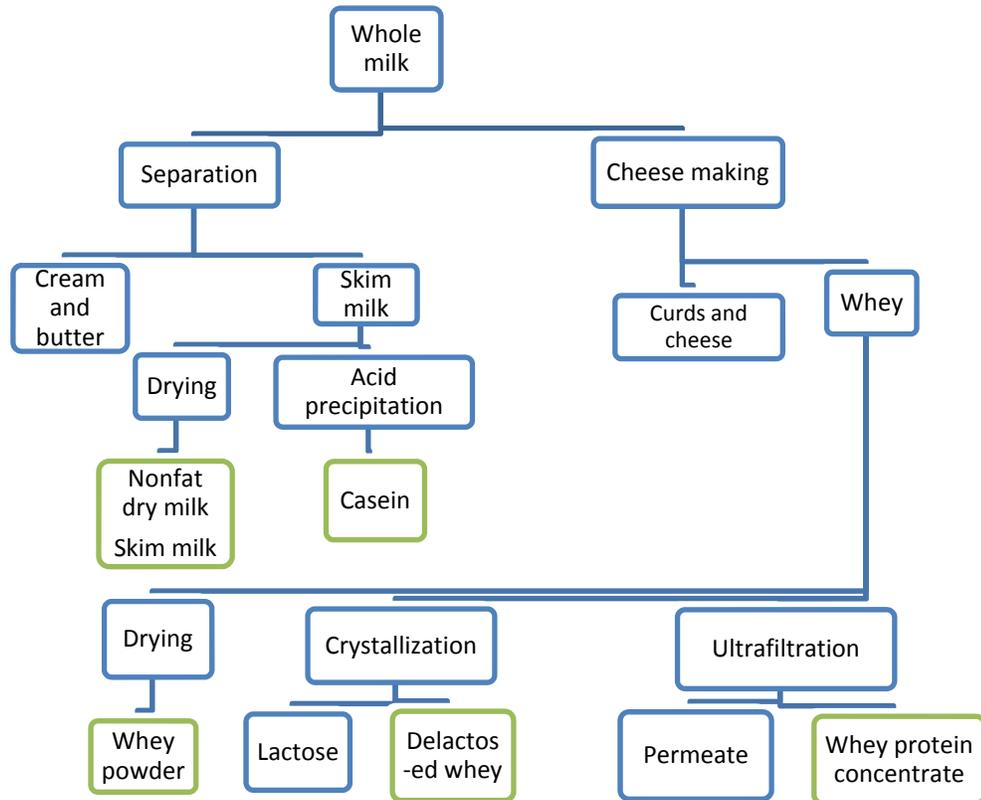 Whole
milk
Separation
Cheese making
Cream
and
butter
Skim
milk
Curds and
cheese
Whey
Drying
Acid
precipitation
Nonfat
dry milk
Skim milk
Casein
Drying
Crystallization
Ultrafiltration
Whey
powder
Lactose
Delactos
-ed whey
Permeate
Whey protein
concentrate